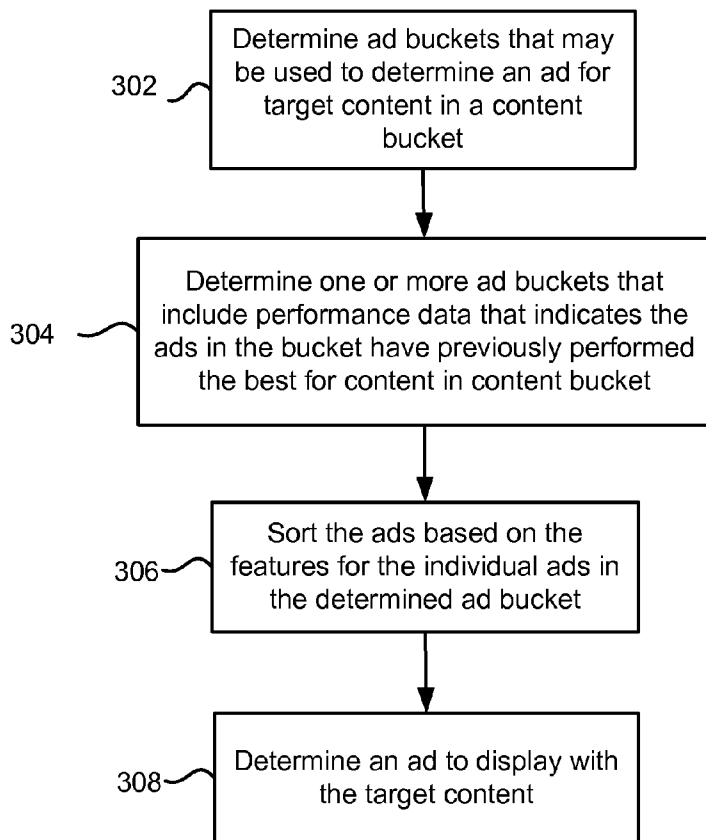 302
Determine ad buckets that may
be used to determine an ad for
target content in a content
bucket
304
Determine one or more ad buckets that
include performance data that indicates the
ads in the bucket have previously performed
the best for content in content bucket
306
Sort the ads based on the
features for the individual ads in
the determined ad bucket
308
Determine an ad to display with
the target content